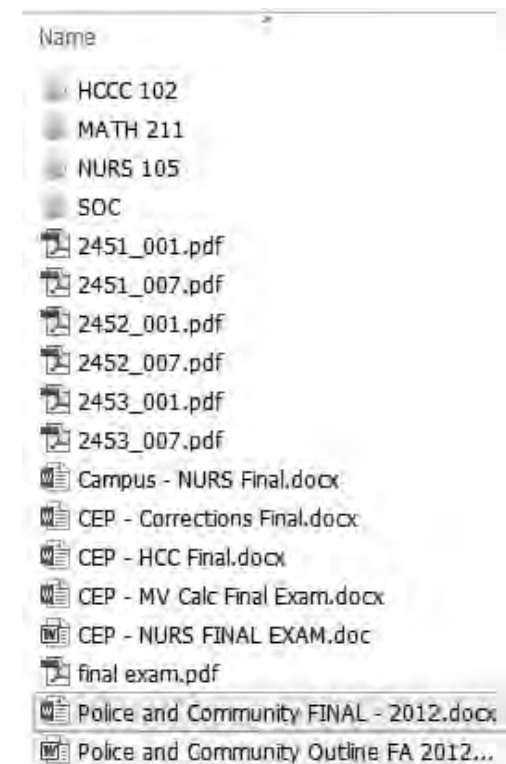 Name
HCCC 102
MATH 211
NURS 105
SOC
2451_001.pdf
2451_007.pdf
2452_001.pdf
2452_007.pdf
2453_001.pdf
2453_007.pdf
Campus - NURS Final.docx
CEP - Corrections Final.docx
CEP - HCC Final.docx
CEP - MV Calc Final Exam.docx
CEP - NURS FINAL EXAM.doc
final exam.pdf
Police and Community FINAL - 2012.docx
Police and Community Outline FA 2012...